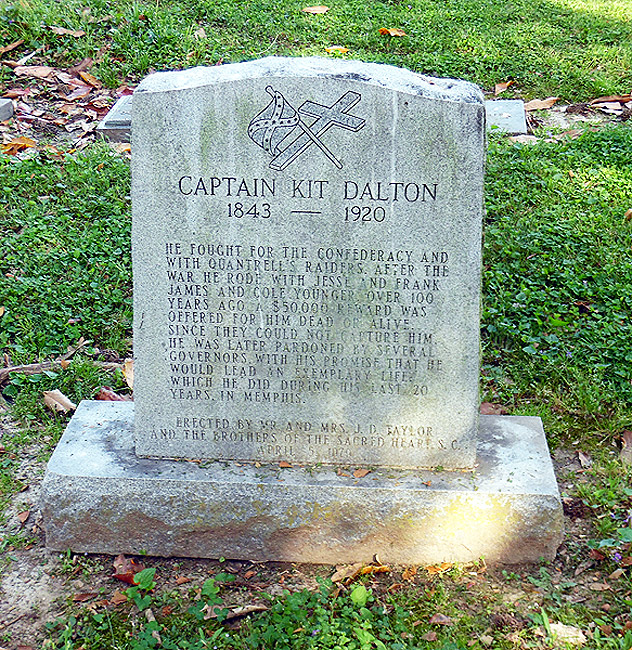 CAPTAIN KIT DALTON
1843 — 1920
HE FOUGHT FOR THE CONFEDERACY AND
WITH QUANTRELL'S RAIDERS. AFTER THE
WAR HE RODE WITH JESSE AND FRANK
JAMES AND COLE YOUNGER. OVER 100
YEARS AGO A $50,000 REWARD WAS
OFFERED FOR HIM DEAD OR ALIVE.
SINCE THEY COULD NOT CAPTURE HIM,
HE WAS LATER PARDONED BY SEVERAL
GOVERNORS, WITH HIS PROMISE THAT HE
WOULD LEAD AN EXEMPLARY LIFE,
WHICH HE DID DURING HIS LAST 20
YEARS, IN MEMPHIS.
ERECTED BY MR AND MRS. J. D. TAYLOR
AND THE BROTHERS OF THE SACRED HEART, S. C.
APRIL 9,